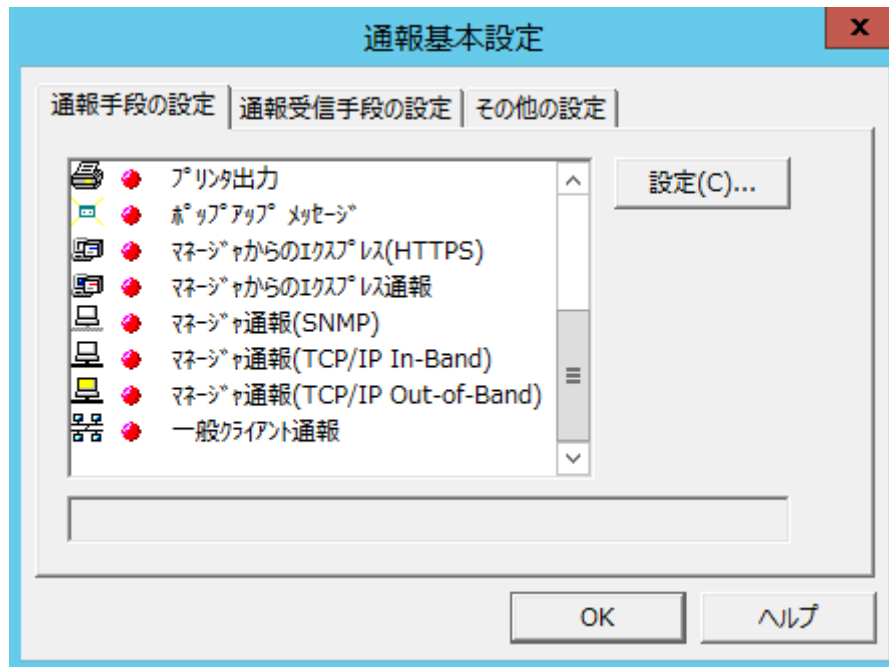 通報基本設定
x
通報手段の設定 通報受信手段の設定 その他の設定
ﾌﾟﾘﾝﾀ出力
設定(C)...
ﾎﾟｯﾌﾟｱｯﾌﾟ ﾒｯｾｰｼﾞ
ﾏﾈｰｼﾞｬからのｴｸｽﾌﾟﾚｽ(HTTPS)
ﾏﾈｰｼﾞｬからのｴｸｽﾌﾟﾚｽ通報
ﾏﾈｰｼﾞｬ通報(SNMP)
ﾏﾈｰｼﾞｬ通報(TCP/IP In-Band)
ﾏﾈｰｼﾞｬ通報(TCP/IP Out-of-Band)
一般ｸﾗｲｱﾝﾄ通報
OK ヘルプ